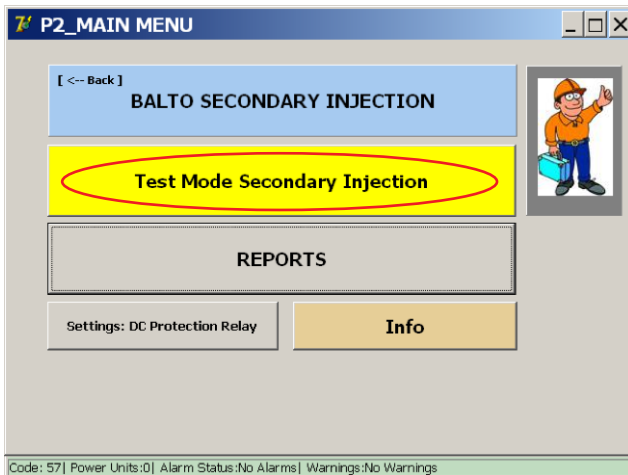 P2_MAIN MENU
[ <-- Back ]
BALTO SECONDARY INJECTION
Test Mode Secondary Injection
REPORTS
Settings: DC Protection Relay
Info
Code: 57| Power Units:0| Alarm Status:No Alarms| Warnings:No Warnings